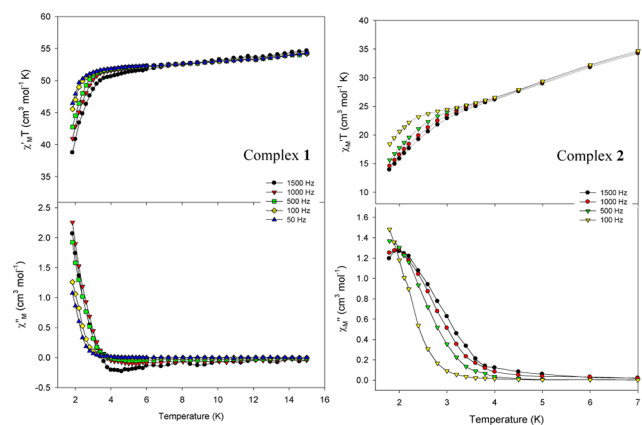 60
55
50
45
40
35
χ'MT (cm3 mol-1 K)
Complex 1
1500 Hz
1000 Hz
500 Hz
100 Hz
50 Hz
2.5
2.0
1.5
1.0
0.5
0.0
-0.5
χM'' (cm3 mol-1)
2 4 6 8 10 12 14 16
Temperature (K)
40
35
30
25
20
15
10
χM'T (cm3 mol-1 K)
Complex 2
1500 Hz
1000 Hz
500 Hz
100 Hz
1.6
1.4
1.2
1.0
0.8
0.6
0.4
0.2
0.0
χM'' (cm3 mol-1)
2 3 4 5 6 7
Temperature (K)